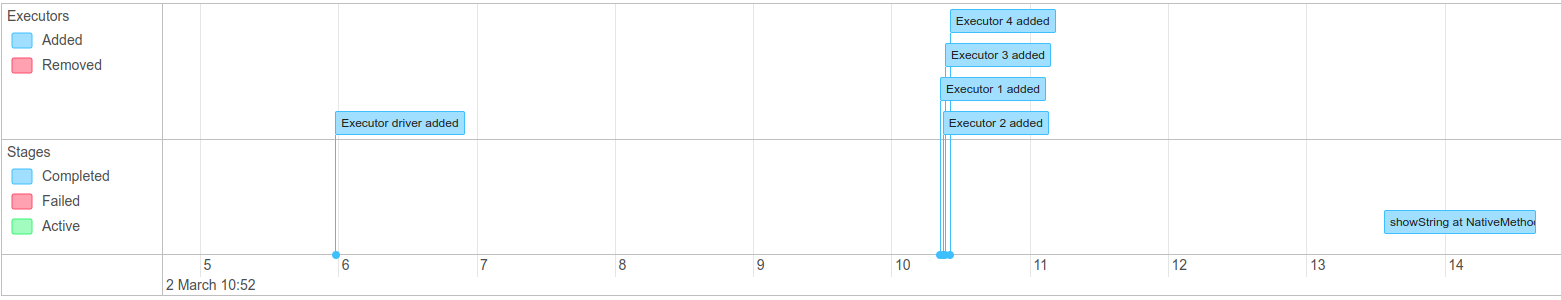 Executors
Added
Removed
Executor 4 added
Executor 3 added
Executor 1 added
Executor driver added
Executor 2 added
Stages
Completed
Failed
Active
showString at NativeMetho
5 6 7 8 9 10 11 12 13 14
2 March 10:52